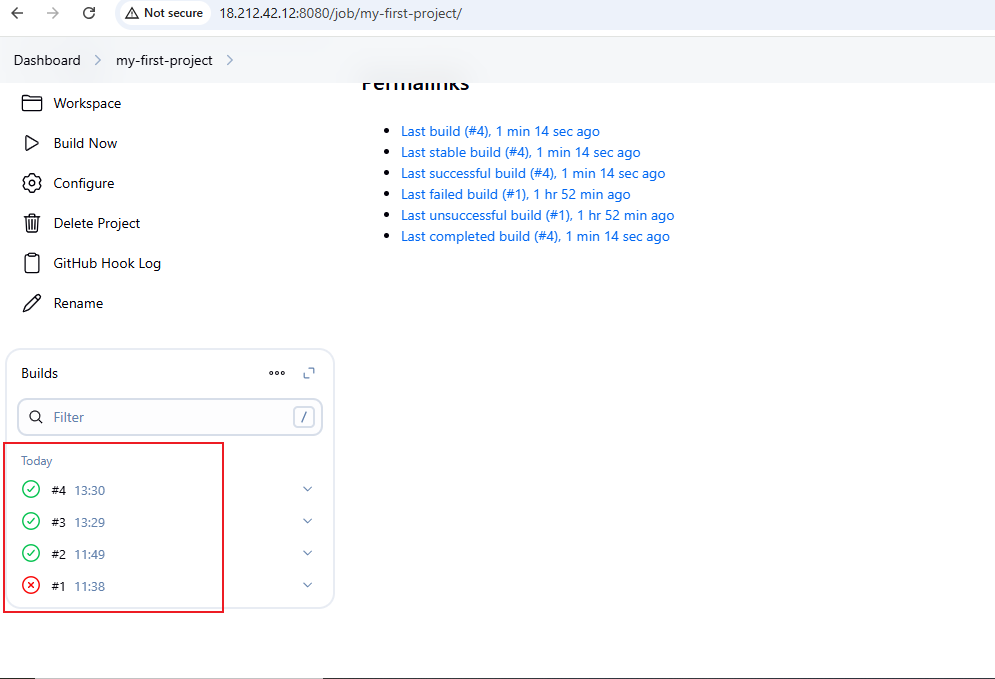 Not secure 18.212.42.12:8080/job/my-first-project/
Dashboard my-first-project
Permalinks
Workspace
Build Now
Configure
Delete Project
GitHub Hook Log
Rename
Last build (#4), 1 min 14 sec ago
Last stable build (#4), 1 min 14 sec ago
Last successful build (#4), 1 min 14 sec ago
Last failed build (#1), 1 hr 52 min ago
Last unsuccessful build (#1), 1 hr 52 min ago
Last completed build (#4), 1 min 14 sec ago
Builds
Filter /
Today
#4 13:30
#3 13:29
#2 11:49
#1 11:38